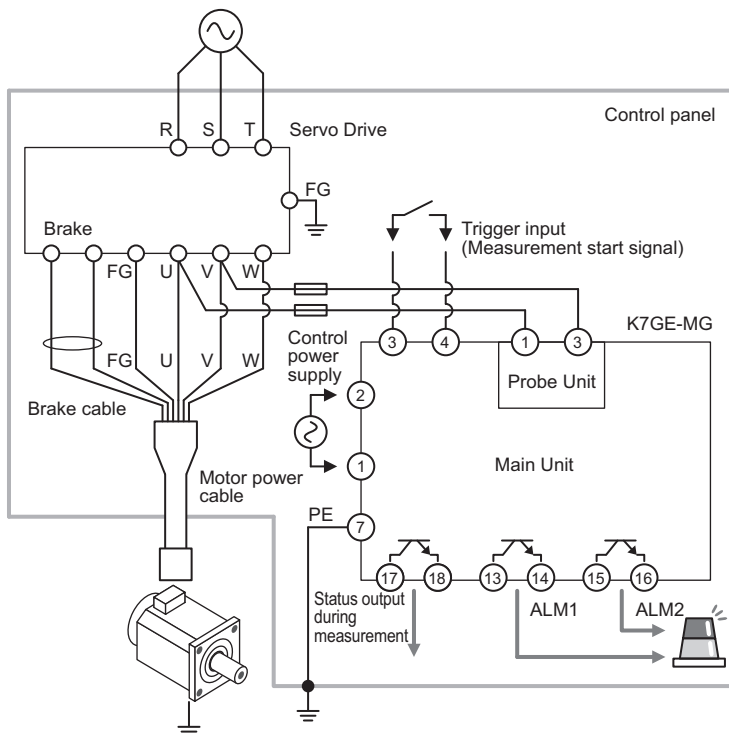 Control panel
R S T Servo Drive
FG
Brake
FG U V W
Trigger input
(Measurement start signal)
K7GE-MG
3 4 1 3
Probe Unit
Control
power
supply
2
1
Main Unit
FG U V W
Brake cable
Motor power
cable
PE
7
17 18 13 14 15 16
Status output
during
measurement
ALM1 ALM2